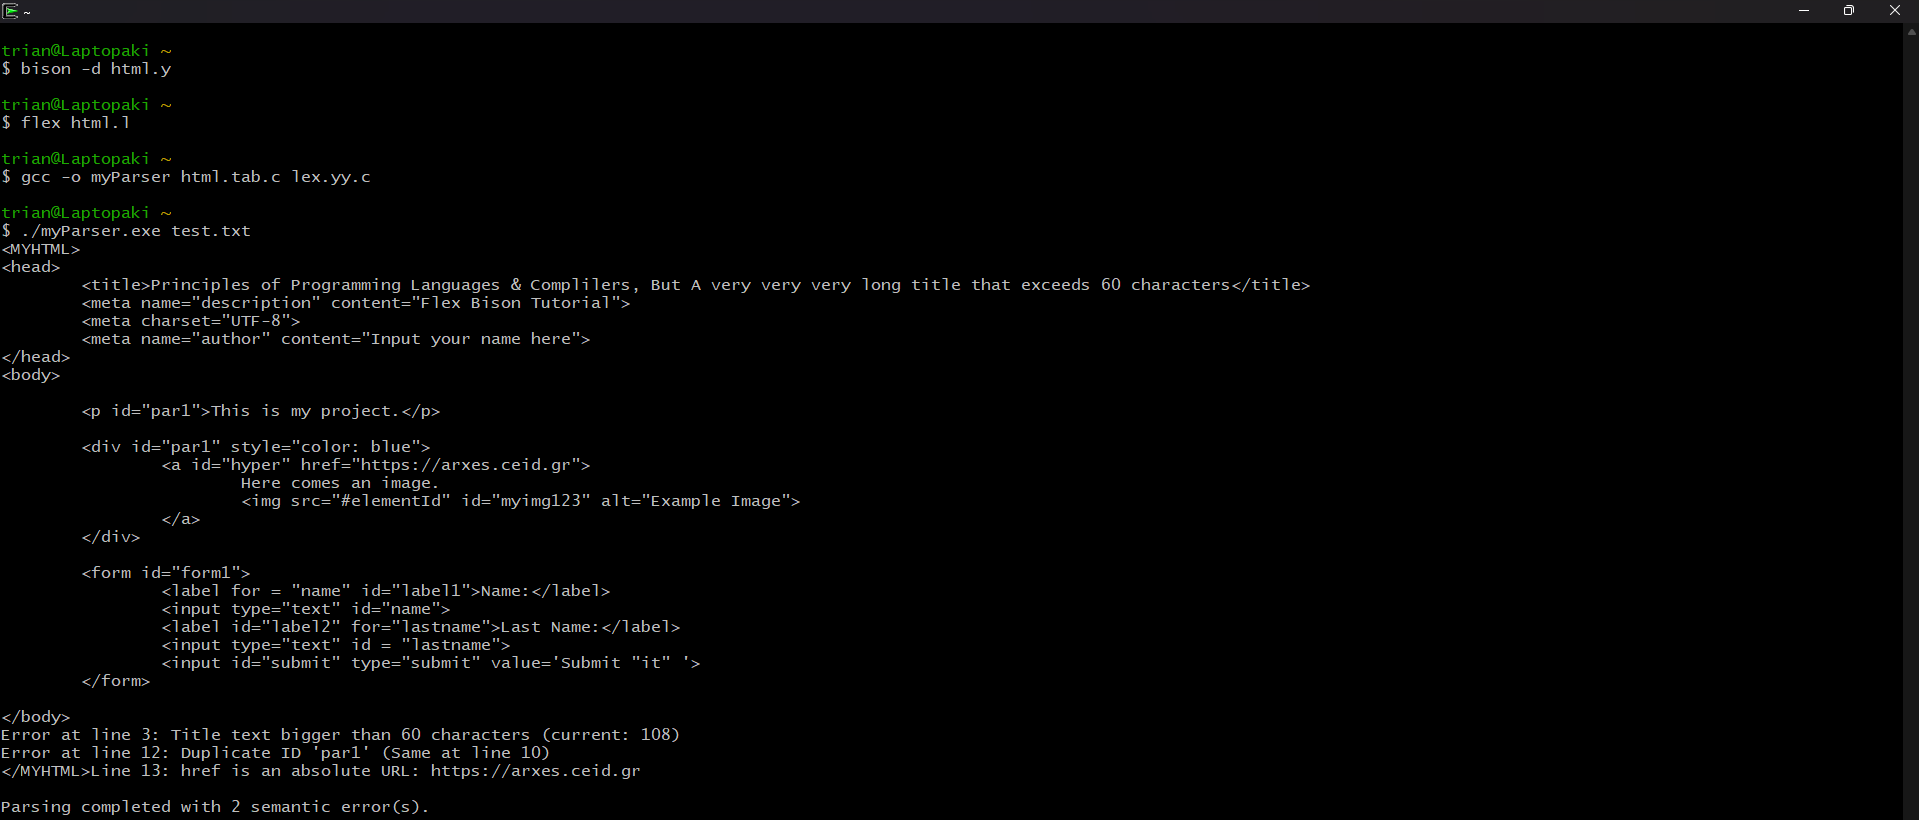 ~
trian@Laptopaki ~
$ bison -d html.y
trian@Laptopaki ~
$ flex html.l
trian@Laptopaki ~
$ gcc -o myParser html.tab.c lex.yy.c
trian@Laptopaki ~
$ ./myParser.exe test.txt
<MYHTML>
<head>
        <title>Principles of Programming Languages & Complilers, But A very very very long title that exceeds 60 characters</title>
        <meta name="description" content="Flex Bison Tutorial">
        <meta charset="UTF-8">
        <meta name="author" content="Input your name here">
</head>
<body>
        <p id="par1">This is my project.</p>
        <div id="par1" style="color: blue">
                <a id="hyper" href="https://arxes.ceid.gr">
                        Here comes an image.
                        <img src="#elementId" id="myimg123" alt="Example Image">
                </a>
        </div>
        <form id="form1">
                <label for = "name" id="label1">Name:</label>
                <input type="text" id="name">
                <label id="label2" for="lastname">Last Name:</label>
                <input type="text" id = "lastname">
                <input id="submit" type="submit" value='Submit "it" '>
        </form>
</body>
Error at line 3: Title text bigger than 60 characters (current: 108)
Error at line 12: Duplicate ID 'par1' (Same at line 10)
</MYHTML>Line 13: href is an absolute URL: https://arxes.ceid.gr
Parsing completed with 2 semantic error(s).